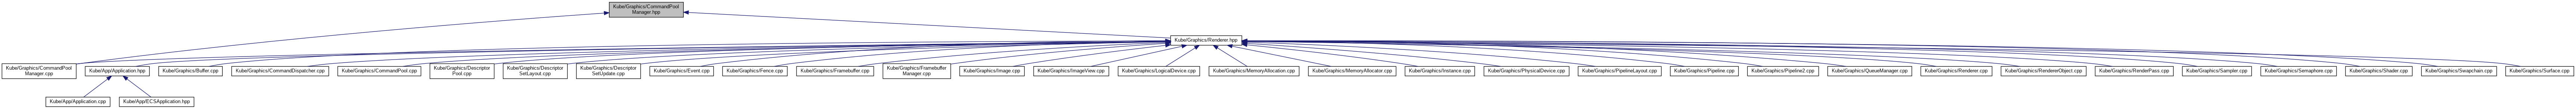 Kube/Graphics/CommandPool
Manager.hpp
Kube/Graphics/Renderer.hpp
Kube/Graphics/CommandPool
Manager.cpp
Kube/App/Application.hpp
Kube/Graphics/Buffer.cpp
Kube/Graphics/CommandDispatcher.cpp
Kube/Graphics/CommandPool.cpp
Kube/Graphics/Descriptor
Pool.cpp
Kube/Graphics/Descriptor
SetLayout.cpp
Kube/Graphics/Descriptor
SetUpdate.cpp
Kube/Graphics/Event.cpp
Kube/Graphics/Fence.cpp
Kube/Graphics/Framebuffer.cpp
Kube/Graphics/Framebuffer
Manager.cpp
Kube/Graphics/Image.cpp
Kube/Graphics/ImageView.cpp
Kube/Graphics/LogicalDevice.cpp
Kube/Graphics/MemoryAllocation.cpp
Kube/Graphics/MemoryAllocator.cpp
Kube/Graphics/Instance.cpp
Kube/Graphics/PhysicalDevice.cpp
Kube/Graphics/PipelineLayout.cpp
Kube/Graphics/Pipeline.cpp
Kube/Graphics/Pipeline2.cpp
Kube/Graphics/QueueManager.cpp
Kube/Graphics/Renderer.cpp
Kube/Graphics/RendererObject.cpp
Kube/Graphics/RenderPass.cpp
Kube/Graphics/Sampler.cpp
Kube/Graphics/Semaphore.cpp
Kube/Graphics/Shader.cpp
Kube/Graphics/Swapchain.cpp
Kube/Graphics/Surface.cpp
Kube/App/Application.cpp
Kube/App/ECSApplication.hpp